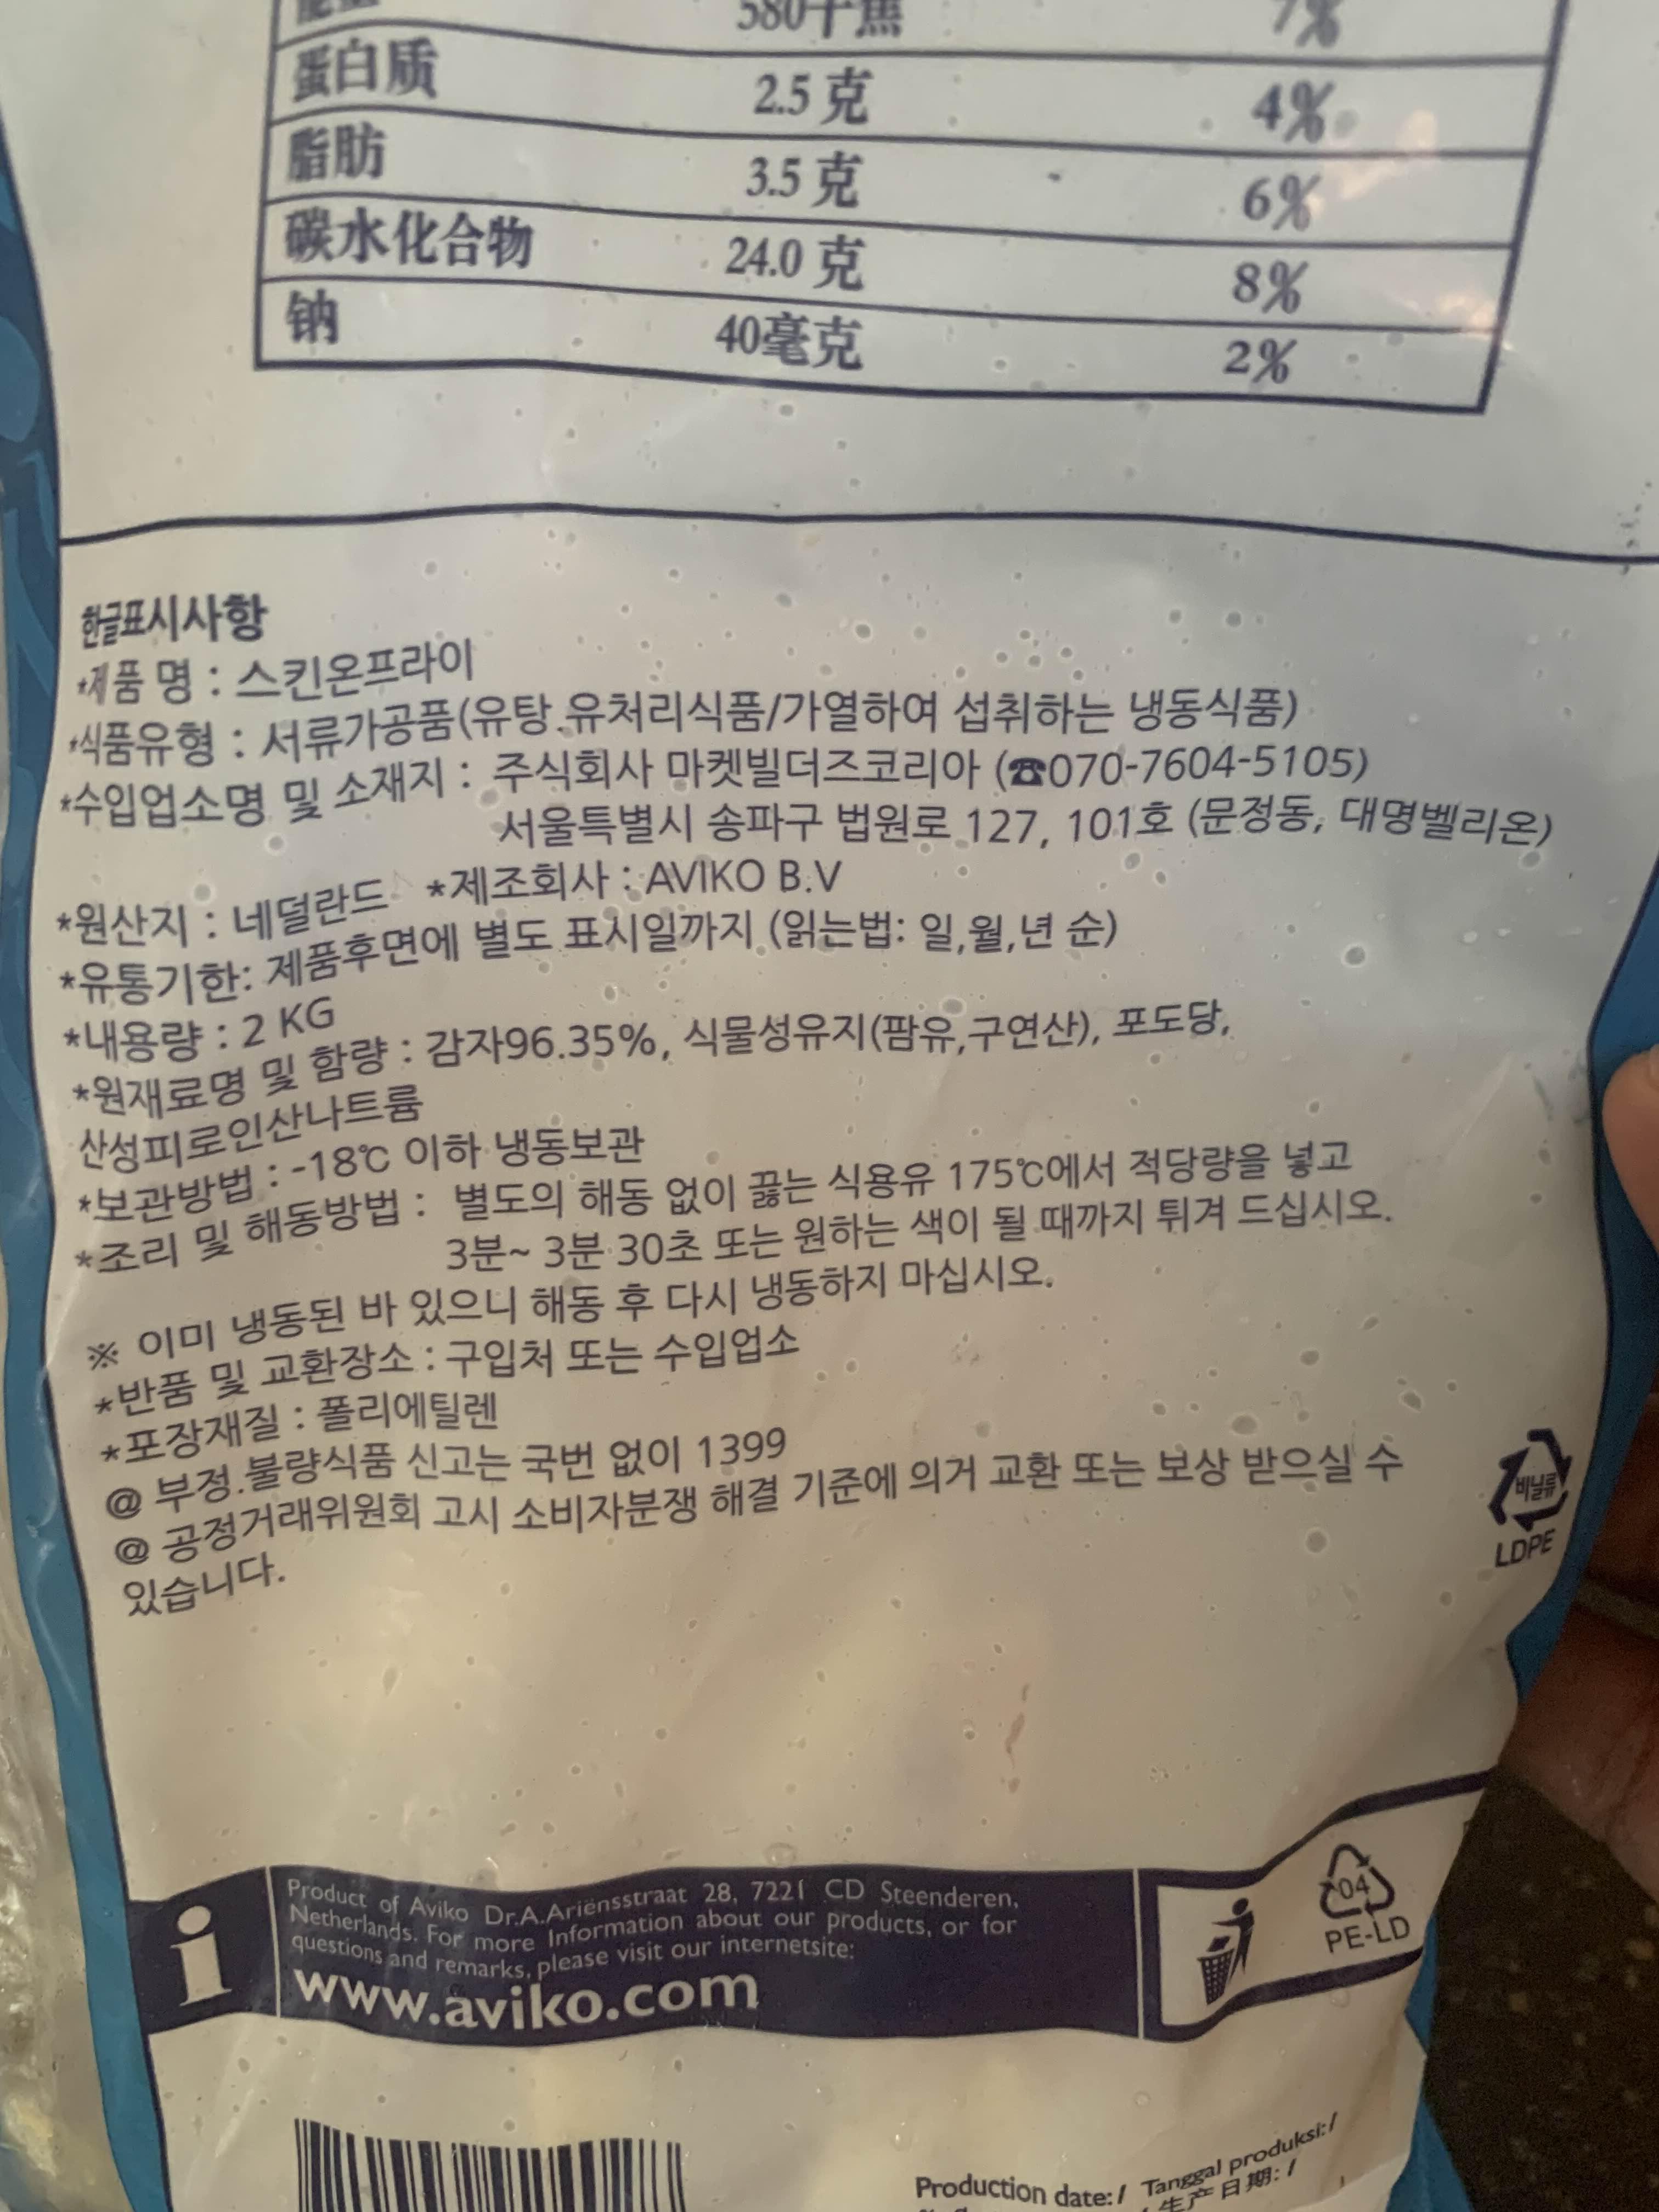 580千焦 7%
蛋白质 2.5 克 4%
脂肪 3.5 克 6%
碳水化合物 24.0 克 8%
钠 40毫克 2%
한글표시사항
*제품 명 : 스킨온프라이
*식품유형 : 서류가공품(유탕.유처리식품/가열하여 섭취하는 냉동식품)
*수입업소명 및 소재지 : 주식회사 마켓빌더즈코리아 (☎070-7604-5105)
서울특별시 송파구 법원로 127, 101호 (문정동, 대명벨리온)
*원산지 : 네덜란드 *제조회사 : AVIKO B.V
*유통기한: 제품후면에 별도 표시일까지 (읽는법: 일,월,년 순)
*내용량 : 2 KG
*원재료명 및 함량 : 감자96.35%, 식물성유지(팜유,구연산), 포도당,
산성피로인산나트륨
*보관방법 : -18℃ 이하 냉동보관
*조리 및 해동방법 : 별도의 해동 없이 끓는 식용유 175℃에서 적당량을 넣고
3분~ 3분 30초 또는 원하는 색이 될 때까지 튀겨 드십시오.
※ 이미 냉동된 바 있으니 해동 후 다시 냉동하지 마십시오.
*반품 및 교환장소 : 구입처 또는 수입업소
*포장재질 : 폴리에틸렌
@ 부정.불량식품 신고는 국번 없이 1399
@ 공정거래위원회 고시 소비자분쟁 해결 기준에 의거 교환 또는 보상 받으실 수
있습니다.
비닐류
LDPE
i
Product of Aviko Dr.A.Ariënsstraat 28, 7221 CD Steenderen,
Netherlands. For more Information about our products, or for
questions and remarks, please visit our internetsite:
www.aviko.com
04
PE-LD
Production date:/ Tanggal produksi:/
生产日期: /